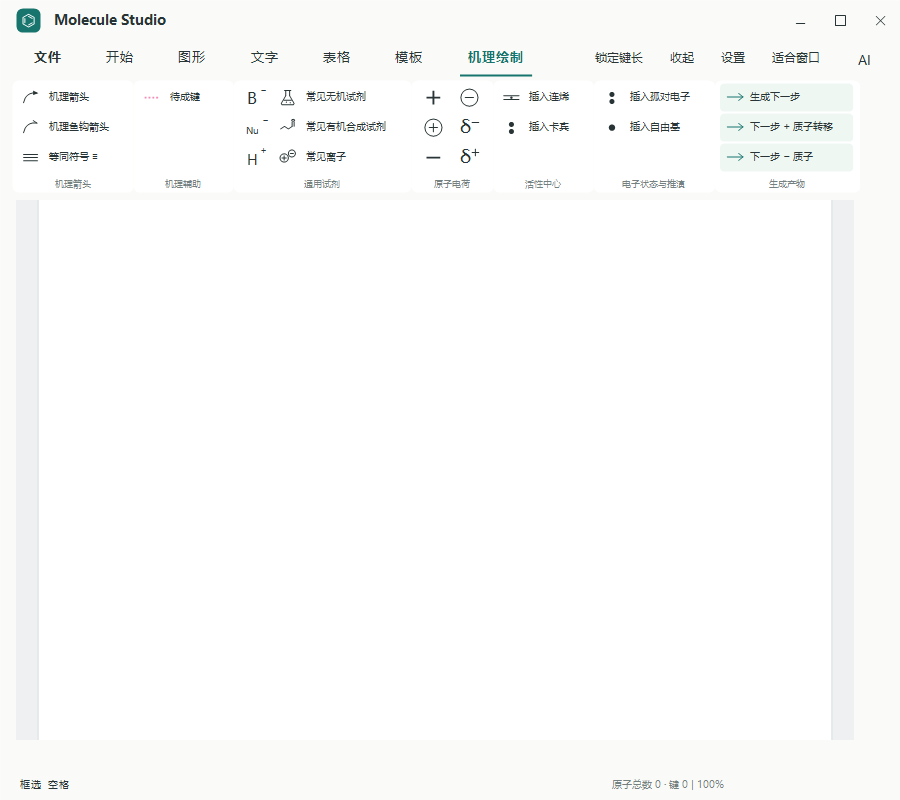 Molecule Studio
文件 开始 图形 文字 表格 模板 机理绘制 锁定键长 收起 设置 适合窗口 AI
机理箭头 待成键 B⁻ 常见无机试剂 + ⊖ 插入连烯 插入孤对电子 生成下一步
机理鱼钩箭头 Nu⁻ 常见有机合成试剂 ⊕ δ⁻ 插入卡宾 插入自由基 下一步 + 质子转移
等同符号 ≡ H⁺ 常见离子 − δ⁺ 下一步 − 质子
机理箭头 机理辅助 通用试剂 原子电荷 活性中心 电子状态与推演 生成产物
框选 空格 原子总数 0 · 键 0 | 100%